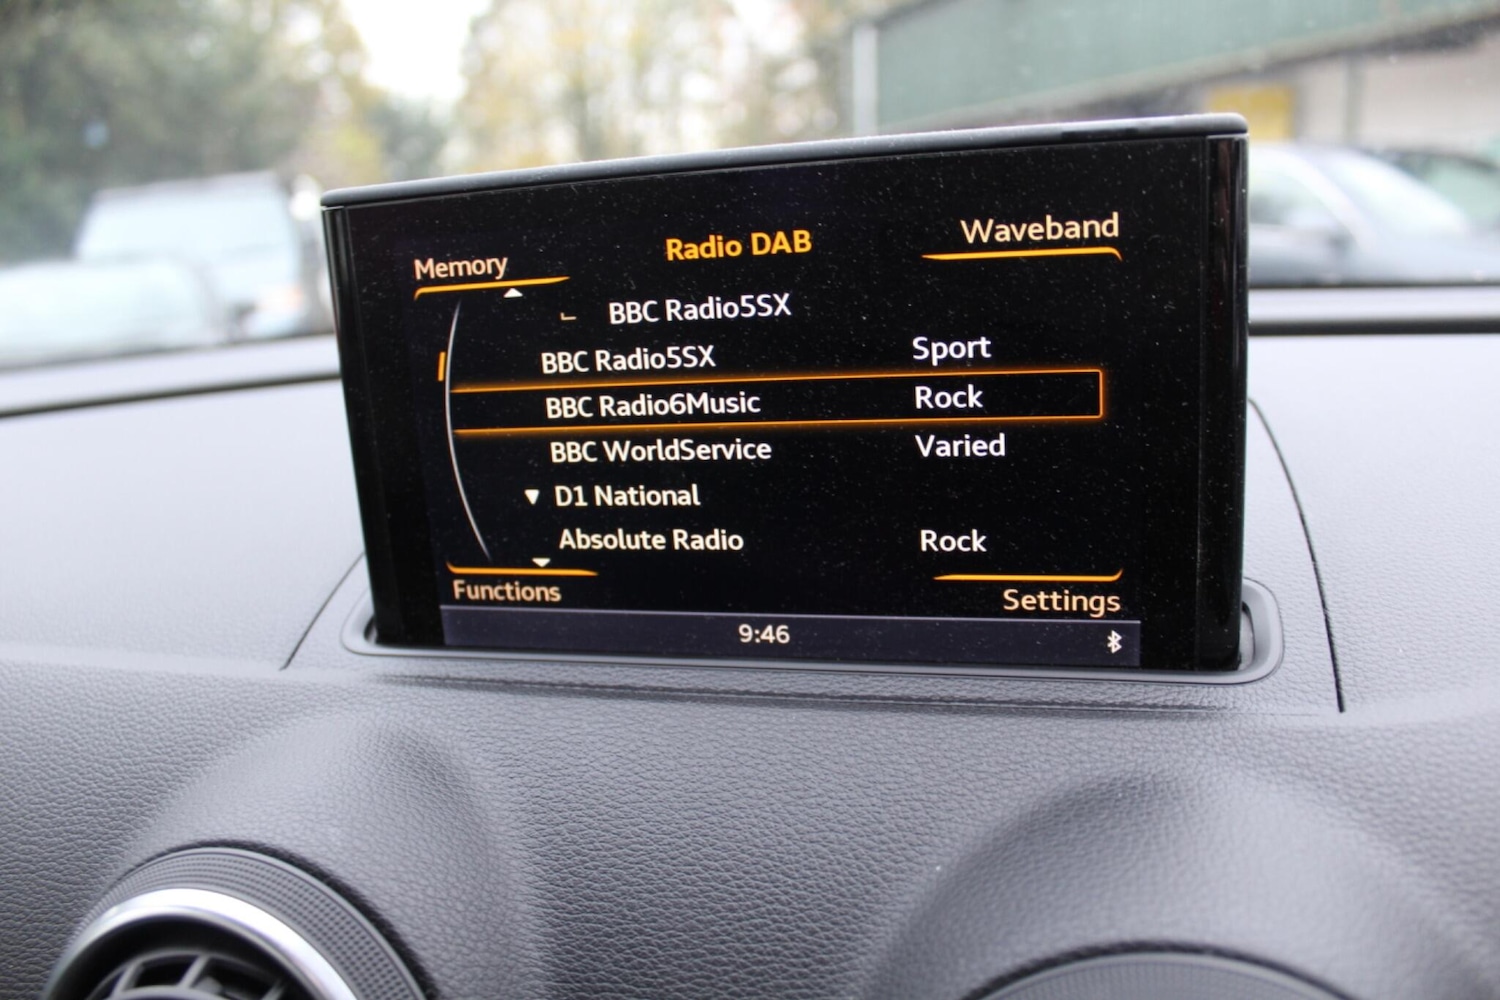 Memory
Radio DAB
Waveband
BBC Radio5SX
BBC Radio5SX Sport
BBC Radio6Music Rock
BBC WorldService Varied
D1 National
Absolute Radio Rock
Functions
Settings
9:46